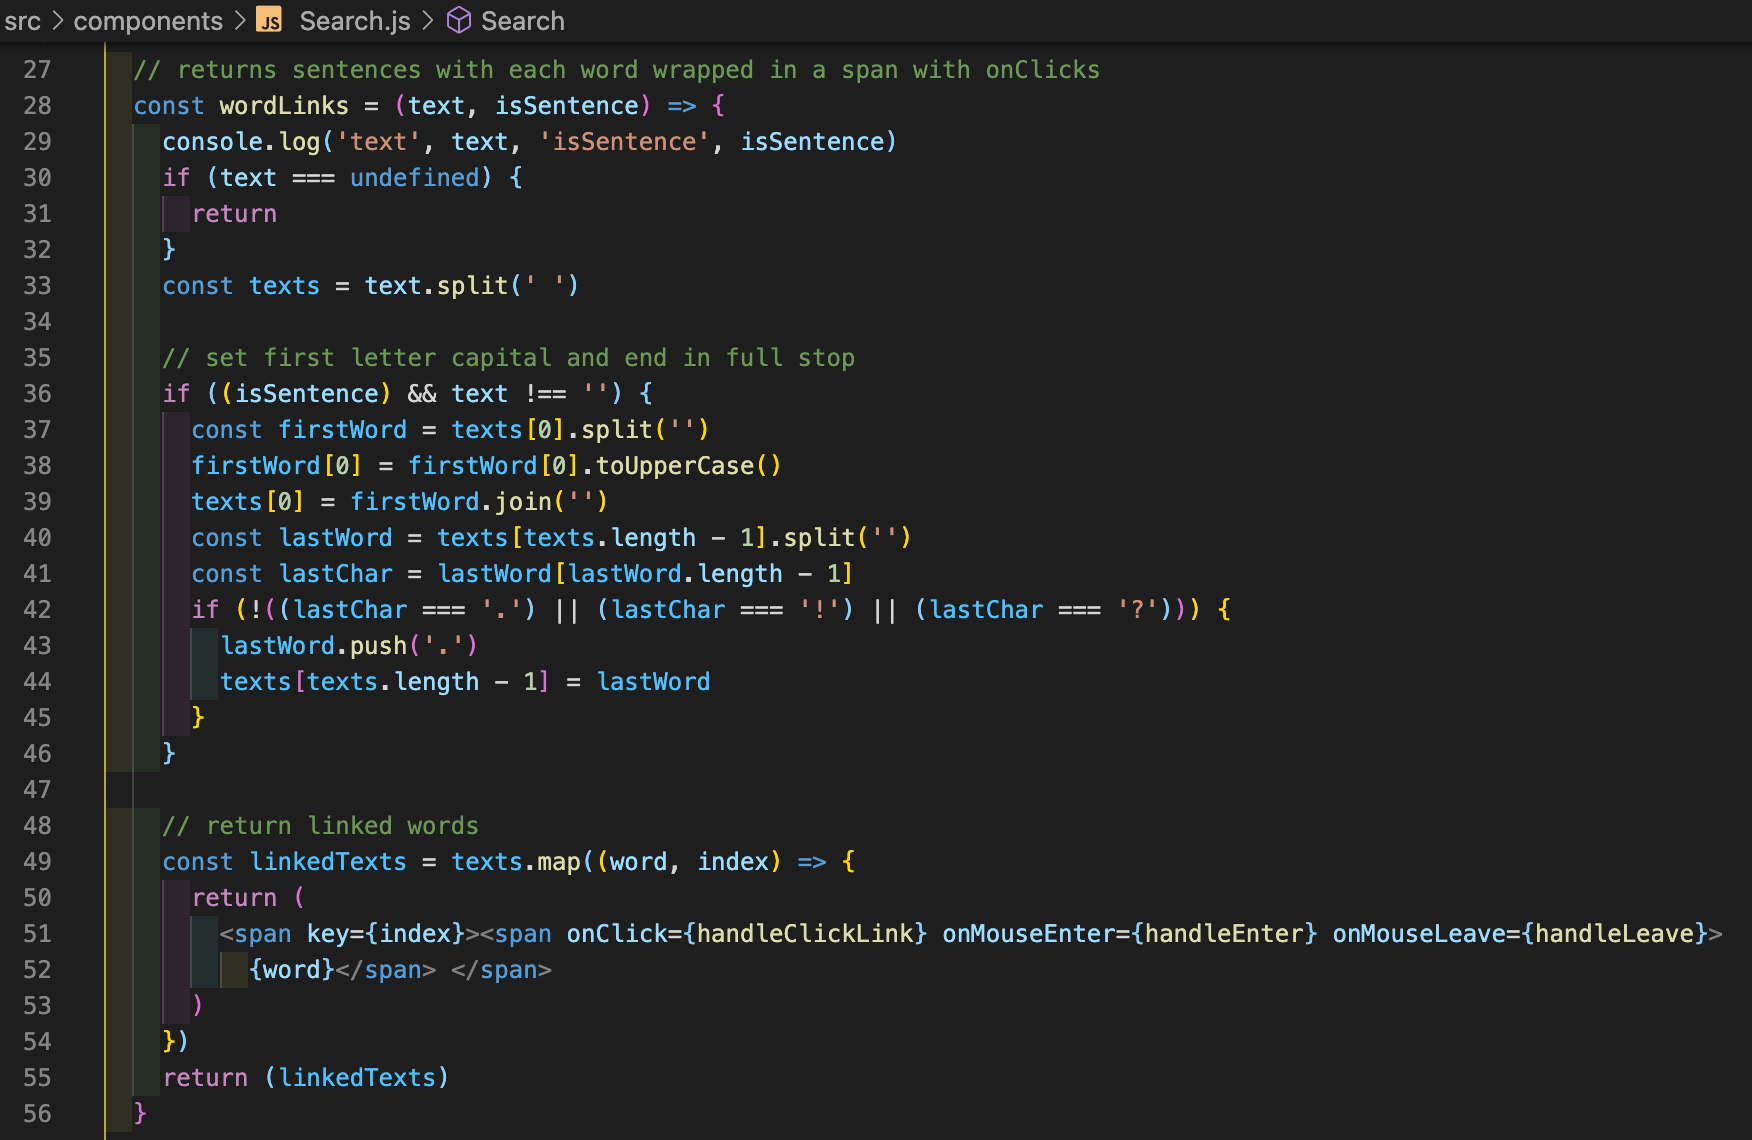 src > components > JS Search.js > Search
27 // returns sentences with each word wrapped in a span with onClicks
28 const wordLinks = (text, isSentence) => {
29 console.log('text', text, 'isSentence', isSentence)
30 if (text === undefined) {
31 return
32 }
33 const texts = text.split(' ')
34
35 // set first letter capital and end in full stop
36 if ((isSentence) && text !== '') {
37 const firstWord = texts[0].split('')
38 firstWord[0] = firstWord[0].toUpperCase()
39 texts[0] = firstWord.join('')
40 const lastWord = texts[texts.length - 1].split('')
41 const lastChar = lastWord[lastWord.length - 1]
42 if (!((lastChar === '.') || (lastChar === '!') || (lastChar === '?'))) {
43 lastWord.push('.')
44 texts[texts.length - 1] = lastWord
45 }
46 }
47
48 // return linked words
49 const linkedTexts = texts.map((word, index) => {
50 return (
51 <span key={index}><span onClick={handleClickLink} onMouseEnter={handleEnter} onMouseLeave={handleLeave}>
52 {word}</span> </span>
53 )
54 })
55 return (linkedTexts)
56 }